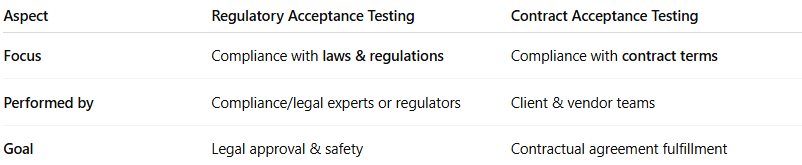 Aspect Regulatory Acceptance Testing Contract Acceptance Testing
Focus Compliance with laws & regulations Compliance with contract terms
Performed by Compliance/legal experts or regulators Client & vendor teams
Goal Legal approval & safety Contractual agreement fulfillment